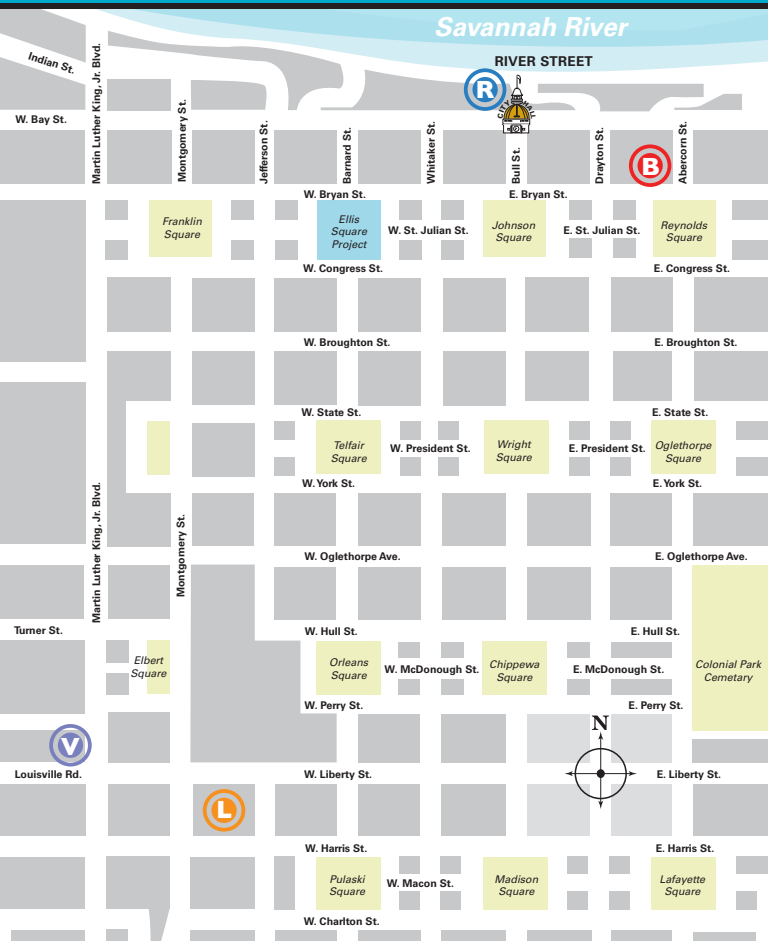 Savannah River
RIVER STREET
Indian St.
R
CITY HALL
W. Bay St.
Martin Luther King, Jr. Blvd.
Montgomery St.
Jefferson St.
Barnard St.
Whitaker St.
Bull St.
Drayton St.
Abercorn St.
B
W. Bryan St.
E. Bryan St.
Franklin
Square
Ellis
Square
Project
W. St. Julian St.
Johnson
Square
E. St. Julian St.
Reynolds
Square
W. Congress St.
E. Congress St.
W. Broughton St.
E. Broughton St.
W. State St.
E. State St.
Telfair
Square
W. President St.
Wright
Square
E. President St.
Oglethorpe
Square
W. York St.
E. York St.
Martin Luther King, Jr. Blvd.
Montgomery St.
W. Oglethorpe Ave.
E. Oglethorpe Ave.
Turner St.
W. Hull St.
E. Hull St.
Elbert
Square
Orleans
Square
W. McDonough St.
Chippewa
Square
E. McDonough St.
Colonial Park
Cemetery
W. Perry St.
E. Perry St.
N
V
Louisville Rd.
W. Liberty St.
E. Liberty St.
L
W. Harris St.
E. Harris St.
Pulaski
Square
W. Macon St.
Madison
Square
Lafayette
Square
W. Charlton St.